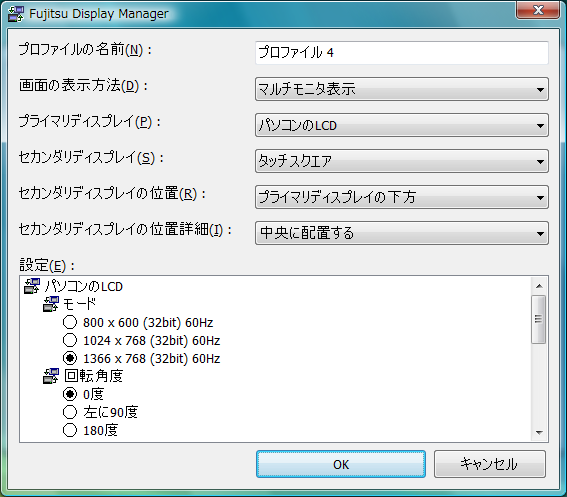 Fujitsu Display Manager
プロファイルの名前(N)： プロファイル 4
画面の表示方法(D)： マルチモニタ表示
プライマリディスプレイ(P)： パソコンのLCD
セカンダリディスプレイ(S)： タッチスクエア
セカンダリディスプレイの位置(R)： プライマリディスプレイの下方
セカンダリディスプレイの位置詳細(I)： 中央に配置する
設定(E)：
パソコンのLCD
モード
800 x 600 (32bit) 60Hz
1024 x 768 (32bit) 60Hz
1366 x 768 (32bit) 60Hz
回転角度
0度
左に90度
180度
OK キャンセル